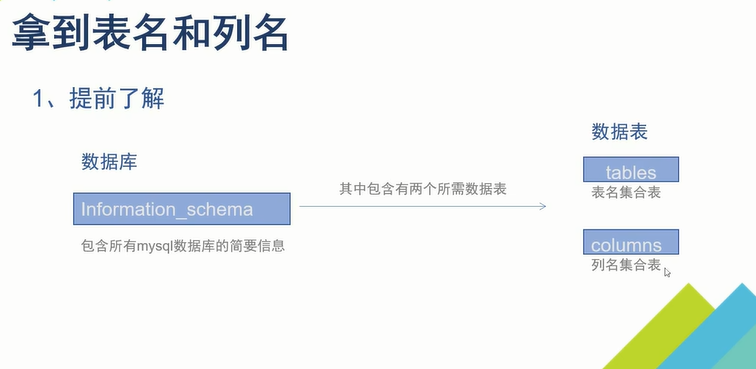 拿到表名和列名
1、提前了解
数据库
Information_schema
包含所有mysql数据库的简要信息
其中包含有两个所需数据表
数据表
tables
表名集合表
columns
列名集合表